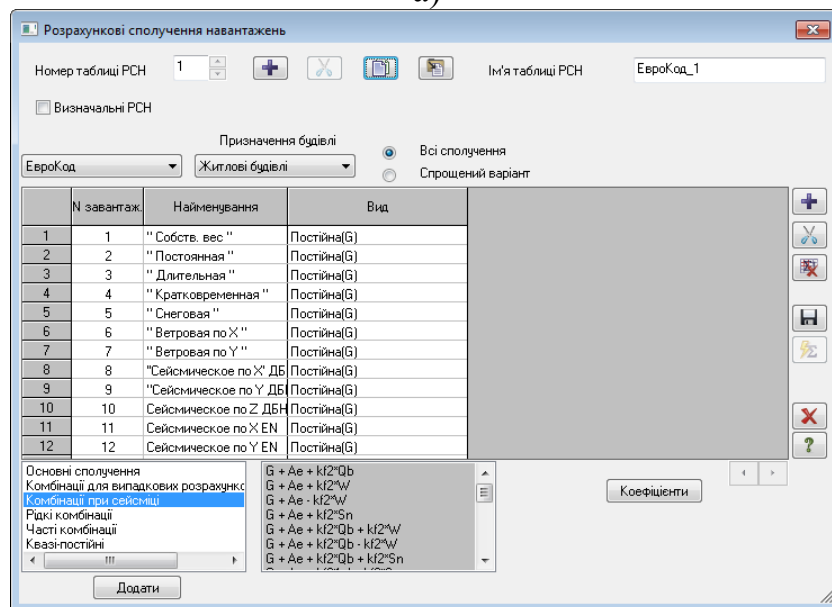 а)
Розрахункові сполучення навантажень
Номер таблиці РСН 1 Ім'я таблиці РСН ЕвроКод_1
Визначальні РСН
Призначення будівлі
Всі сполучення
ЕвроКод Житлові будівлі
Спрощений варіант
N завантаж. Найменування Вид
1 1 " Собств. вес " Постійна(G)
2 2 " Постоянная " Постійна(G)
3 3 " Длительная " Постійна(G)
4 4 " Кратковременная " Постійна(G)
5 5 " Снеговая " Постійна(G)
6 6 " Ветровая по X " Постійна(G)
7 7 " Ветровая по Y " Постійна(G)
8 8 "Сейсмическое по X" ДБ Постійна(G)
9 9 "Сейсмическое по Y ДБ Постійна(G)
10 10 Сейсмическое по Z ДБН Постійна(G)
11 11 Сейсмическое по X EN Постійна(G)
12 12 Сейсмическое по Y EN Постійна(G)
Основні сполучення
Комбінації для випадкових розрахунко
Комбінації при сейсміці
Рідкі комбінації
Часті комбінації
Квазі-постійні
G + Ae + kf2*Qb
G + Ae + kf2*W
G + Ae - kf2*W
G + Ae + kf2*Sn
G + Ae + kf2*Qb + kf2*W
G + Ae + kf2*Qb - kf2*W
G + Ae + kf2*Qb + kf2*Sn
Коефіцієнти
Додати